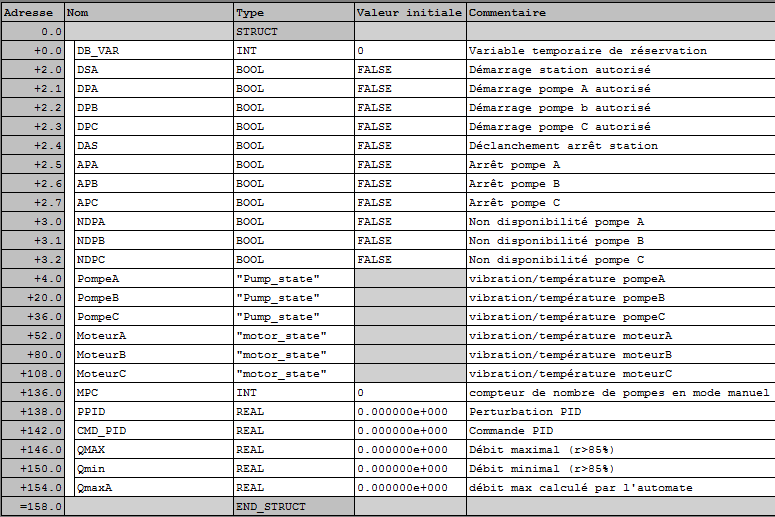 Adresse Nom Type Valeur initiale Commentaire
0.0 STRUCT
+0.0 DB_VAR INT 0 Variable temporaire de réservation
+2.0 DSA BOOL FALSE Démarrage station autorisé
+2.1 DPA BOOL FALSE Démarrage pompe A autorisé
+2.2 DPB BOOL FALSE Démarrage pompe b autorisé
+2.3 DPC BOOL FALSE Démarrage pompe C autorisé
+2.4 DAS BOOL FALSE Déclanchement arrêt station
+2.5 APA BOOL FALSE Arrêt pompe A
+2.6 APB BOOL FALSE Arrêt pompe B
+2.7 APC BOOL FALSE Arrêt pompe C
+3.0 NDPA BOOL FALSE Non disponibilité pompe A
+3.1 NDPB BOOL FALSE Non disponibilité pompe B
+3.2 NDPC BOOL FALSE Non disponibilité pompe C
+4.0 PompeA "Pump_state" vibration/température pompeA
+20.0 PompeB "Pump_state" vibration/température pompeB
+36.0 PompeC "Pump_state" vibration/température pompeC
+52.0 MoteurA "motor_state" vibration/température moteurA
+80.0 MoteurB "motor_state" vibration/température moteurB
+108.0 MoteurC "motor_state" vibration/température moteurC
+136.0 MPC INT 0 compteur de nombre de pompes en mode manuel
+138.0 PPID REAL 0.000000e+000 Perturbation PID
+142.0 CMD_PID REAL 0.000000e+000 Commande PID
+146.0 QMAX REAL 0.000000e+000 Débit maximal (r>85%)
+150.0 Qmin REAL 0.000000e+000 Débit minimal (r>85%)
+154.0 QmaxA REAL 0.000000e+000 débit max calculé par l'automate
=158.0 END_STRUCT